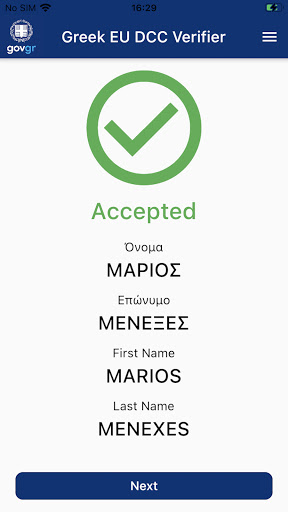 No SIM 16:29
govgr Greek EU DCC Verifier
Accepted
Όνομα
ΜΑΡΙΟΣ
Επώνυμο
ΜΕΝΕΞΕΣ
First Name
MARIOS
Last Name
MENEXES
Next